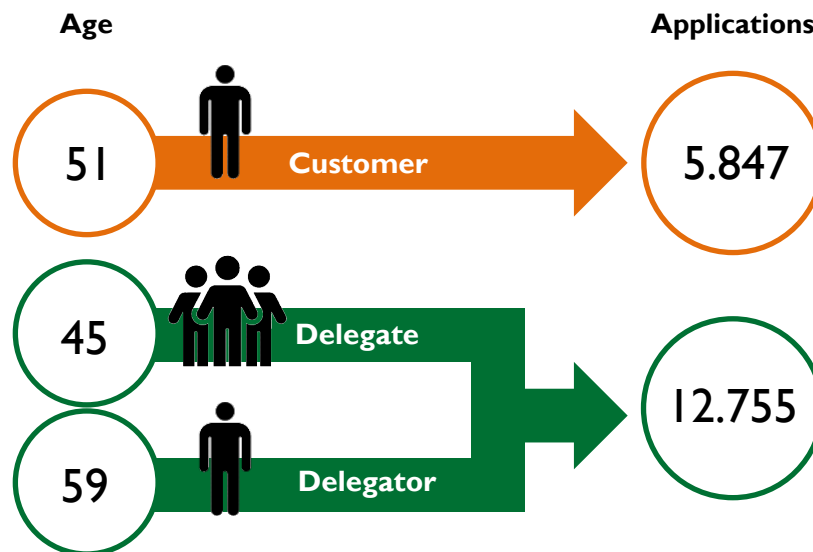 Age
Applications
51
Customer
5.847
45
Delegate
12.755
59
Delegator